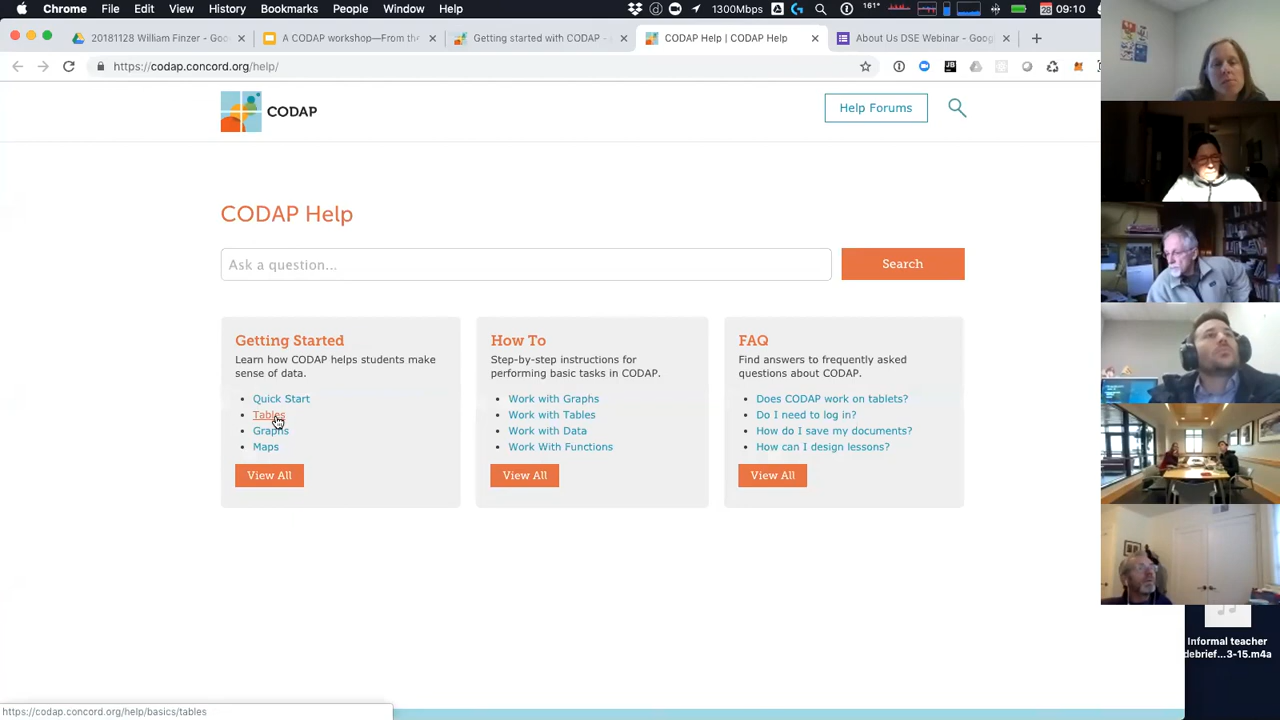 Chrome File Edit View History Bookmarks People Window Help 1300Mbps 161° 28 09:10
20181128 William Finzer - Goo
A CODAP workshop—From the
Getting started with CODAP -
CODAP Help | CODAP Help
About Us DSE Webinar - Googl
https://codap.concord.org/help/
CODAP
Help Forums
CODAP Help
Ask a question...
Search
Getting Started
Learn how CODAP helps students make
sense of data.
Quick Start
Tables
Graphs
Maps
View All
How To
Step-by-step instructions for
performing basic tasks in CODAP.
Work with Graphs
Work with Tables
Work with Data
Work With Functions
View All
FAQ
Find answers to frequently asked
questions about CODAP.
Does CODAP work on tablets?
Do I need to log in?
How do I save my documents?
How can I design lessons?
View All
Informal teacher
debrief...3-15.m4a
https://codap.concord.org/help/basics/tables